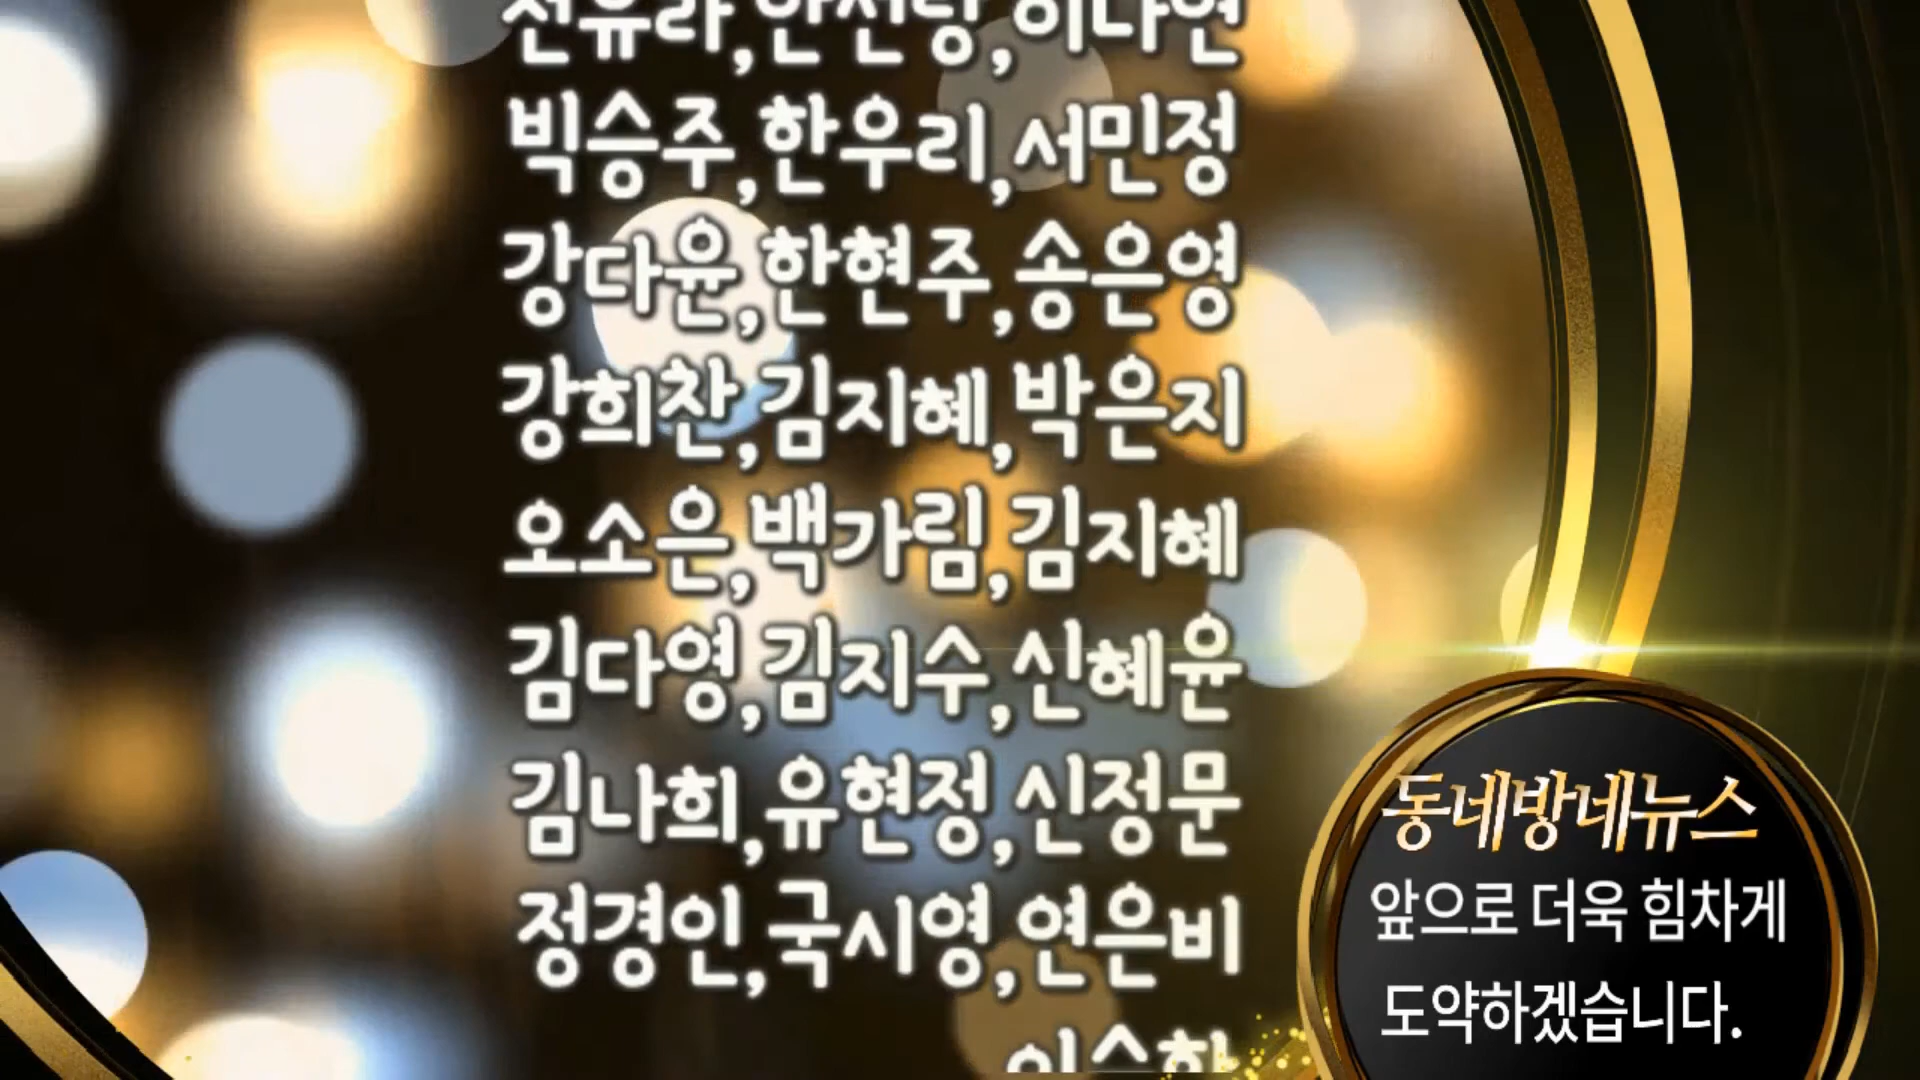 빅승주,한우리,서민정
강다윤,한현주,송은영
강희찬,김지혜,박은지
오소은,백가림,김지혜
김다영,김지수,신혜윤
김나희,유현정,신정문
정경인,국시영,연은비
동네방네뉴스
앞으로 더욱 힘차게
도약하겠습니다.